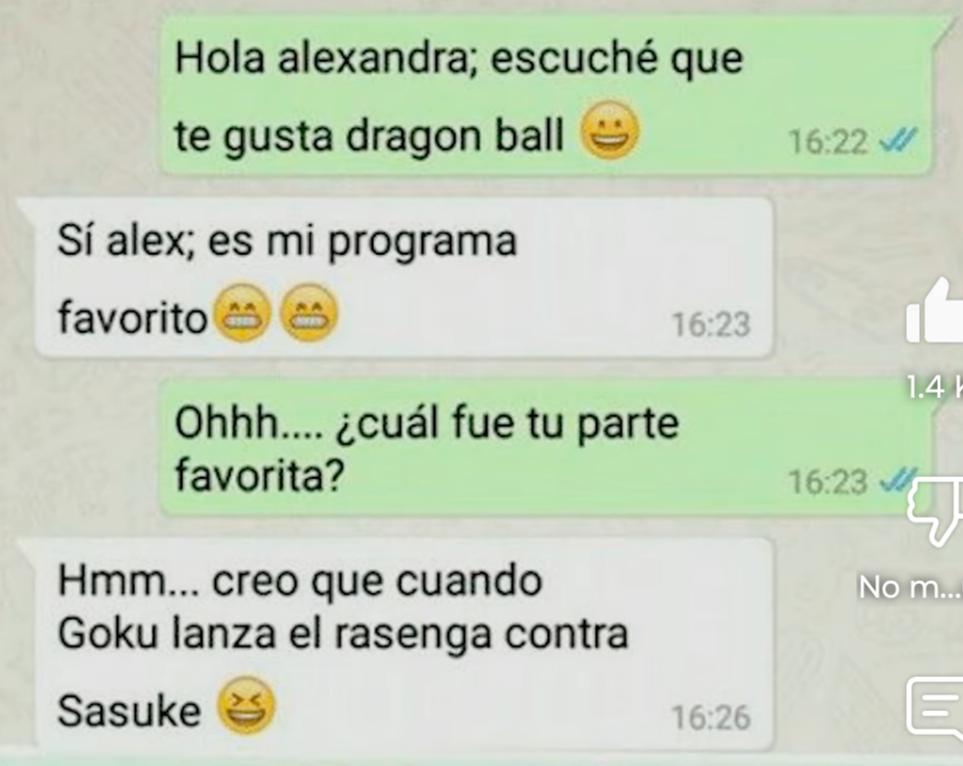 Hola alexandra; escuché que
te gusta dragon ball 😀
16:22
Sí alex; es mi programa
favorito😁😁
16:23
1.4 K
Ohhh.... ¿cuál fue tu parte
favorita?
16:23
No m...
Hmm... creo que cuando
Goku lanza el rasenga contra
Sasuke 😆
16:26